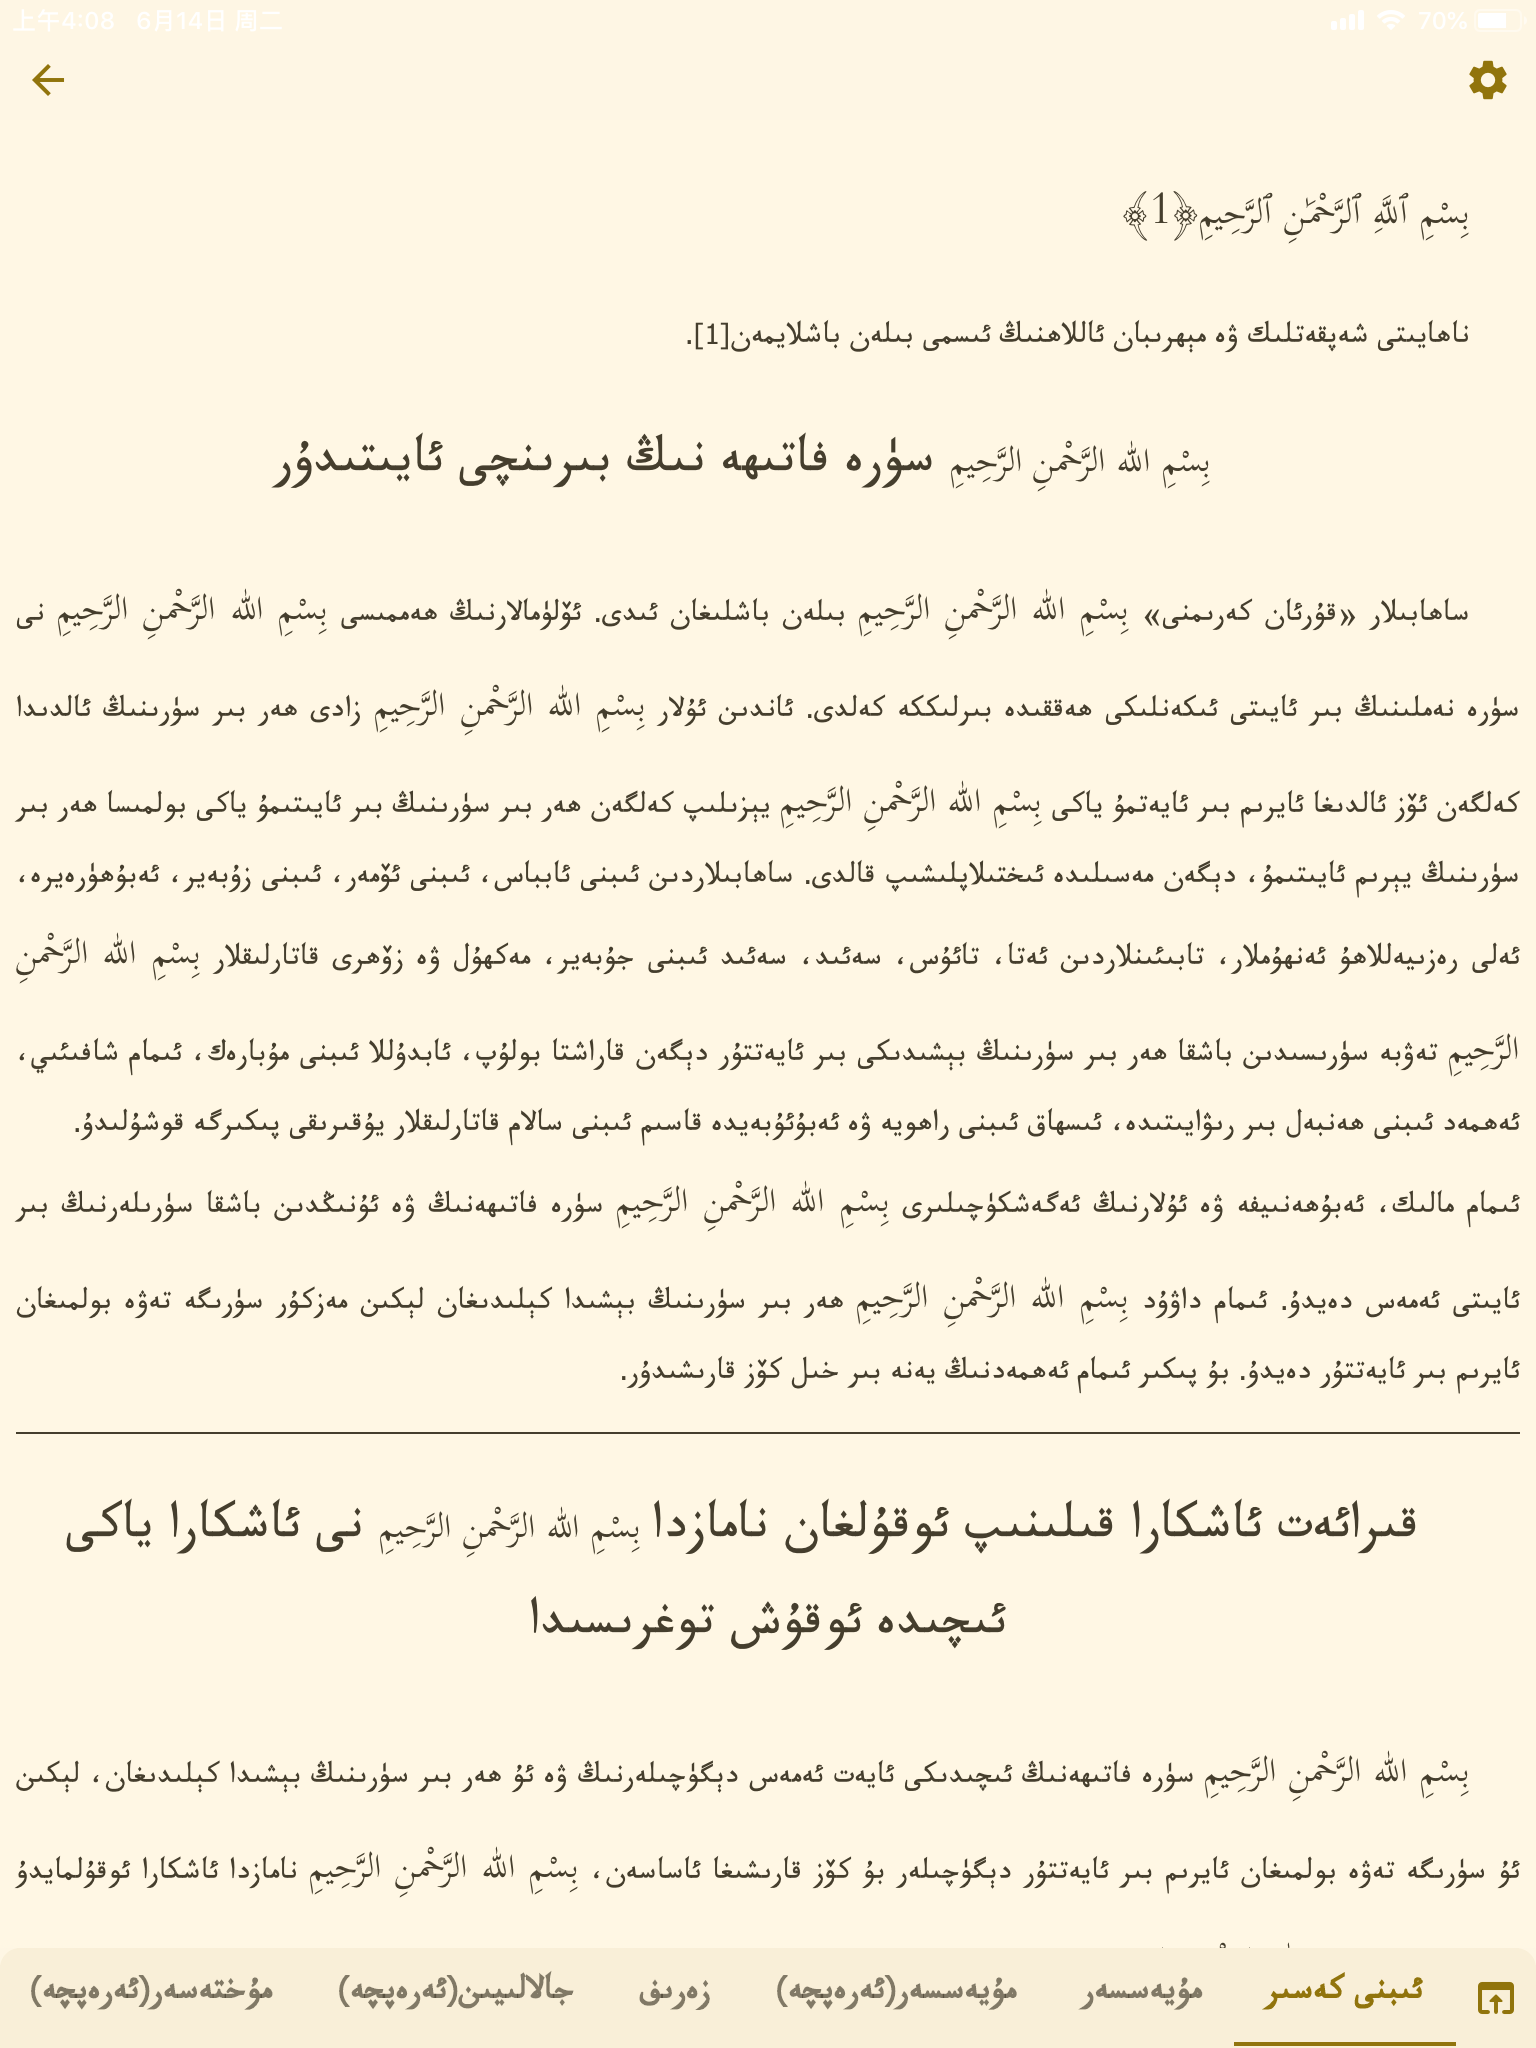 上午4:08 6月14日 周二
70%
بِسْمِ ٱللَّهِ ٱلرَّحْمَٰنِ ٱلرَّحِيمِ﴿1﴾
ناھايىتى شەپقەتلىك ۋە مېھرىبان ئاللاھنىڭ ئىسمى بىلەن باشلايمەن[1].
بِسْمِ الله الرَّحْمنِ الرَّحِيمِ سۈرە فاتىھە نىڭ بىرىنچى ئايىتىدۇر
ساھابىلار «قۇرئان كەرىمنى» بِسْمِ الله الرَّحْمنِ الرَّحِيمِ بىلەن باشلىغان ئىدى. ئۆلۈمالارنىڭ ھەممىسى بِسْمِ الله الرَّحْمنِ الرَّحِيمِ نى
سۈرە نەملىنىڭ بىر ئايىتى ئىكەنلىكى ھەققىدە بىرلىككە كەلدى. ئاندىن ئۇلار بِسْمِ الله الرَّحْمنِ الرَّحِيمِ زادى ھەر بىر سۈرىنىڭ ئالدىدا
كەلگەن ئۆز ئالدىغا ئايرىم بىر ئايەتمۇ ياكى بِسْمِ الله الرَّحْمنِ الرَّحِيمِ يېزىلىپ كەلگەن ھەر بىر سۈرىنىڭ بىر ئايىتىمۇ ياكى بولمىسا ھەر بىر
سۈرىنىڭ يېرىم ئايىتىمۇ، دېگەن مەسىلىدە ئىختىلاپلىشىپ قالدى. ساھابىلاردىن ئىبنى ئابباس، ئىبنى ئۆمەر، ئىبنى زۇبەير، ئەبۇھۈرەيرە،
ئەلى رەزىيەللاھۇ ئەنھۇملار، تابىئىنلاردىن ئەتا، تائۇس، سەئىد، سەئىد ئىبنى جۇبەير، مەكھۇل ۋە زۆھرى قاتارلىقلار بِسْمِ الله الرَّحْمنِ
الرَّحِيمِ تەۋبە سۈرىسىدىن باشقا ھەر بىر سۈرىنىڭ بېشىدىكى بىر ئايەتتۇر دېگەن قاراشتا بولۇپ، ئابدۇللا ئىبنى مۇبارەك، ئىمام شافىئىي،
ئەھمەد ئىبنى ھەنبەل بىر رىۋايىتىدە، ئىسھاق ئىبنى راھويە ۋە ئەبۇئۇبەيدە قاسىم ئىبنى سالام قاتارلىقلار يۇقىرىقى پىكىرگە قوشۇلىدۇ.
ئىمام مالىك، ئەبۇھەنىيفە ۋە ئۇلارنىڭ ئەگەشكۈچىلىرى بِسْمِ الله الرَّحْمنِ الرَّحِيمِ سۈرە فاتىھەنىڭ ۋە ئۇنىڭدىن باشقا سۈرىلەرنىڭ بىر
ئايىتى ئەمەس دەيدۇ. ئىمام داۋۇد بِسْمِ الله الرَّحْمنِ الرَّحِيمِ ھەر بىر سۈرىنىڭ بېشىدا كېلىدىغان لېكىن مەزكۇر سۈرىگە تەۋە بولمىغان
ئايرىم بىر ئايەتتۇر دەيدۇ. بۇ پىكىر ئىمام ئەھمەدنىڭ يەنە بىر خىل كۆز قارىشىدۇر.
قىرائەت ئاشكارا قىلىنىپ ئوقۇلغان نامازدا بِسْمِ الله الرَّحْمنِ الرَّحِيمِ نى ئاشكارا ياكى
ئىچىدە ئوقۇش توغرىسىدا
بِسْمِ الله الرَّحْمنِ الرَّحِيمِ سۈرە فاتىھەنىڭ ئىچىدىكى ئايەت ئەمەس دېگۈچىلەرنىڭ ۋە ئۇ ھەر بىر سۈرىنىڭ بېشىدا كېلىدىغان، لېكىن
ئۇ سۈرىگە تەۋە بولمىغان ئايرىم بىر ئايەتتۇر دېگۈچىلەر بۇ كۆز قارىشىغا ئاساسەن، بِسْمِ الله الرَّحْمنِ الرَّحِيمِ نامازدا ئاشكارا ئوقۇلمايدۇ
ئىبنى كەسىر مۇيەسسەر مۇيەسسەر(ئەرەپچە) زەرىف جالالىيىن(ئەرەپچە) مۇختەسەر(ئەرەپچە)